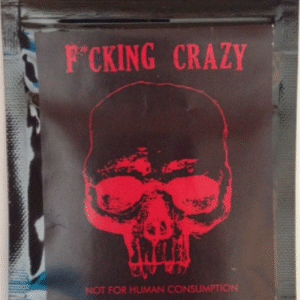 F*CKING CRAZY
NOT FOR HUMAN CONSUMPTION